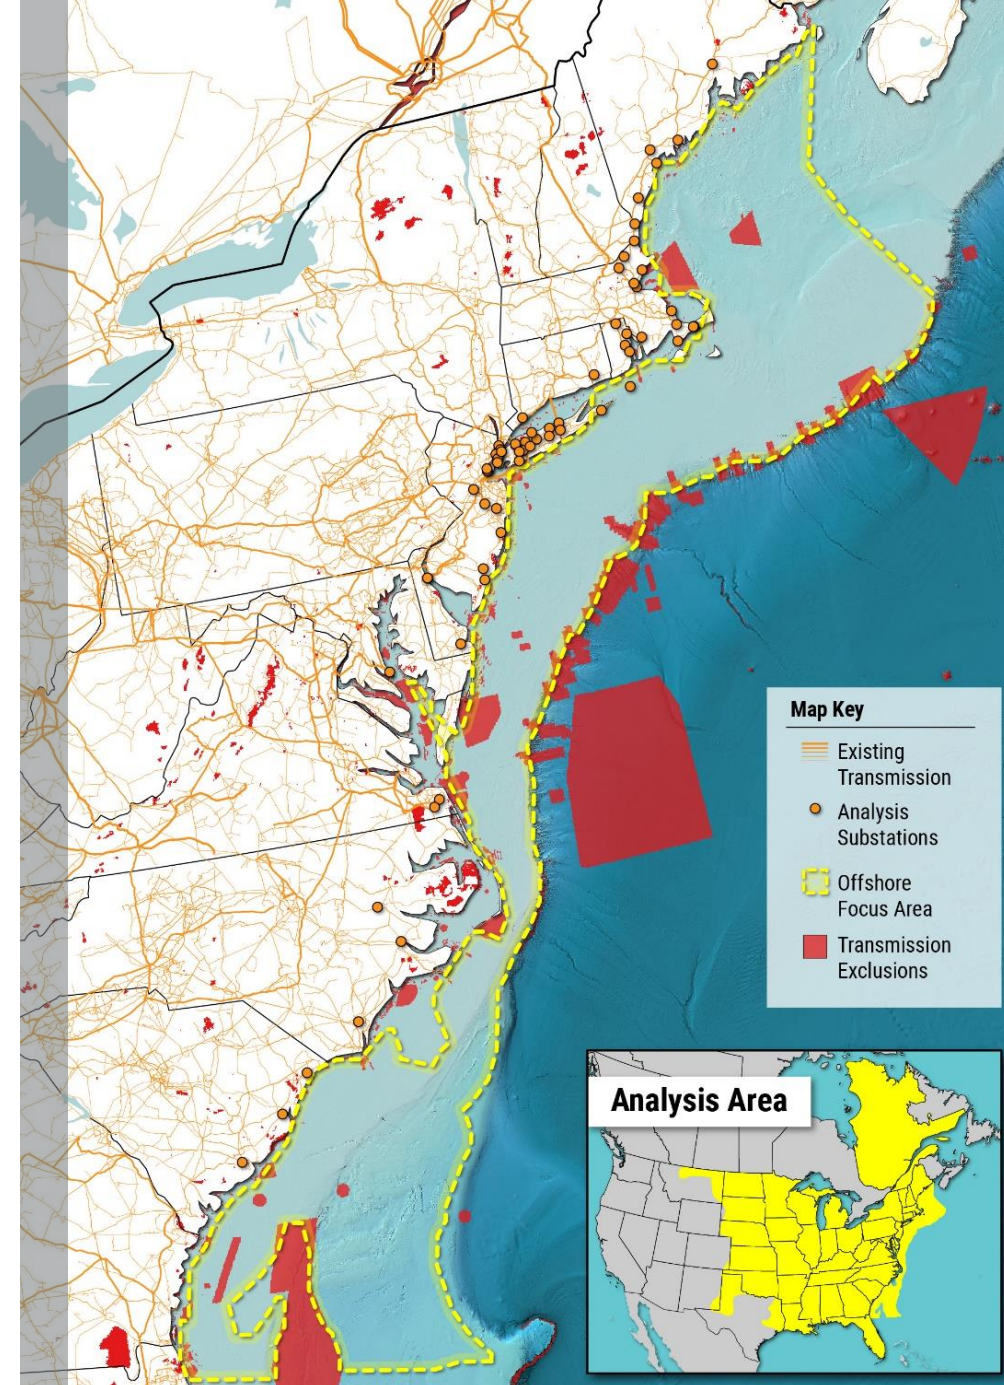 Map Key
Existing
Transmission
Analysis
Substations
Offshore
Focus Area
Transmission
Exclusions
Analysis Area